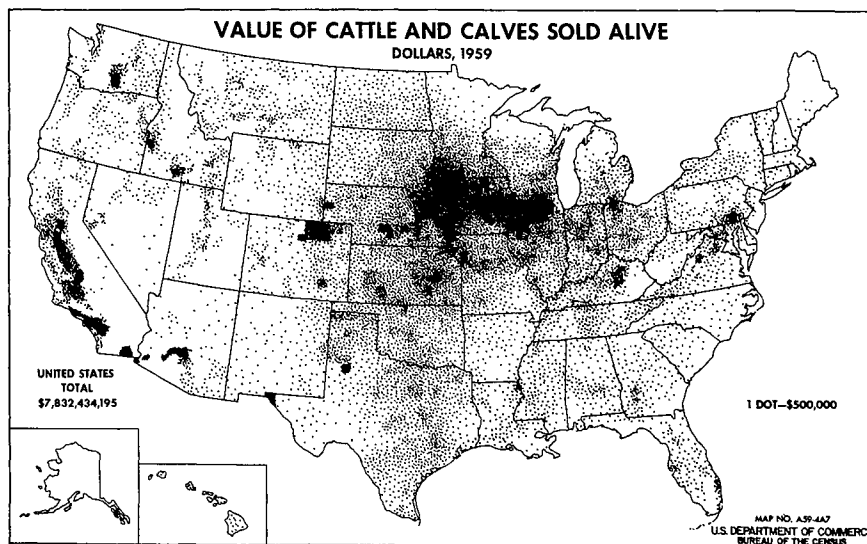 VALUE OF CATTLE AND CALVES SOLD ALIVE
DOLLARS, 1959
UNITED STATES
TOTAL
$7,832,434,195
1 DOT—$500,000
MAP NO. A59-4A7
U.S. DEPARTMENT OF COMMERC
BUREAU OF THE CENSUS